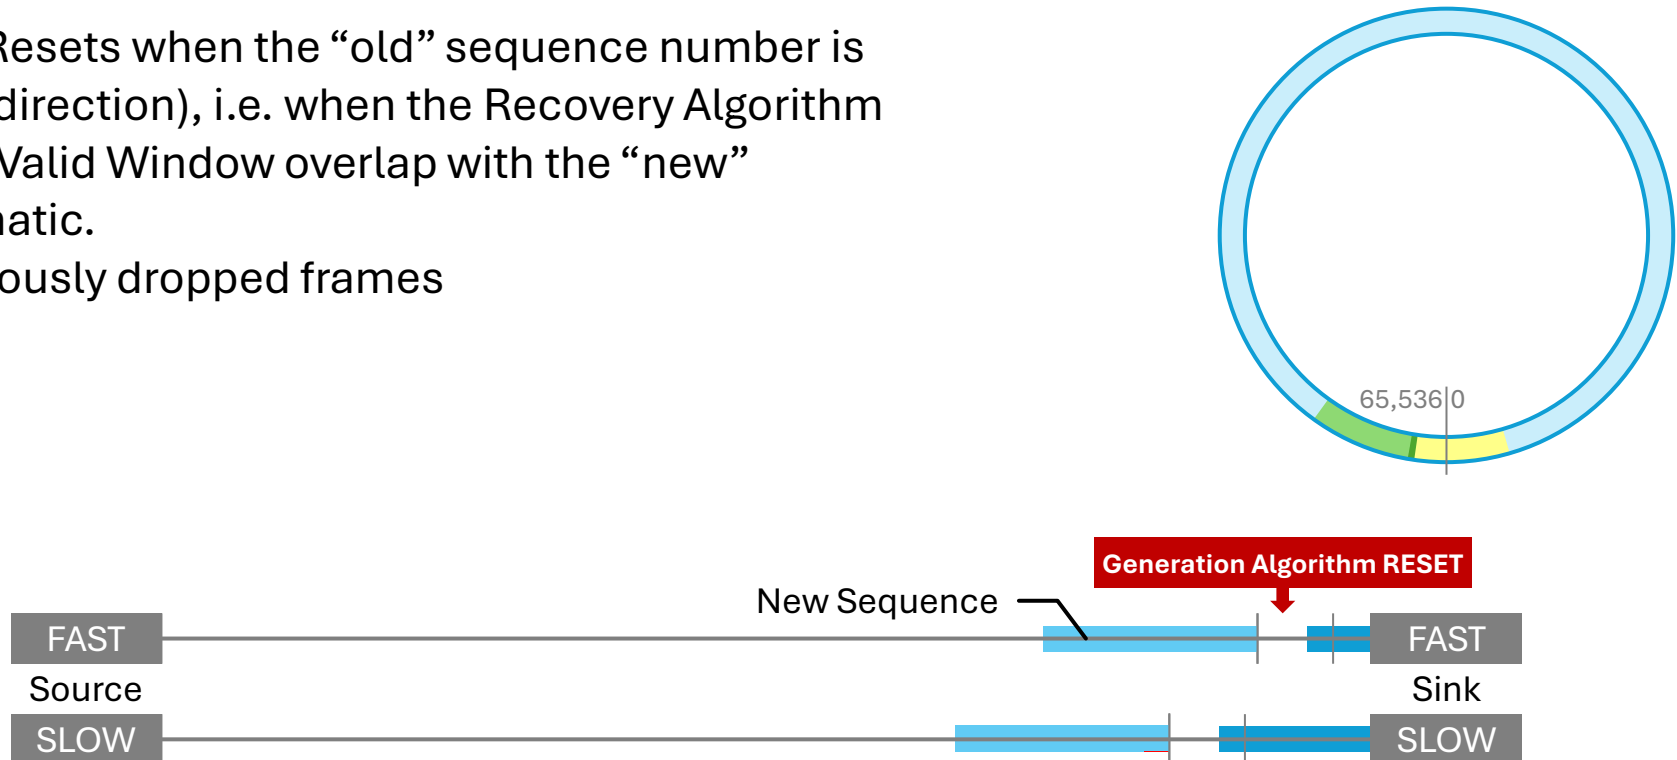 Resets when the “old” sequence number is
direction), i.e. when the Recovery Algorithm
Valid Window overlap with the “new”
natic.
ously dropped frames
65,536 0
Generation Algorithm RESET
New Sequence
FAST FAST
Source Sink
SLOW SLOW